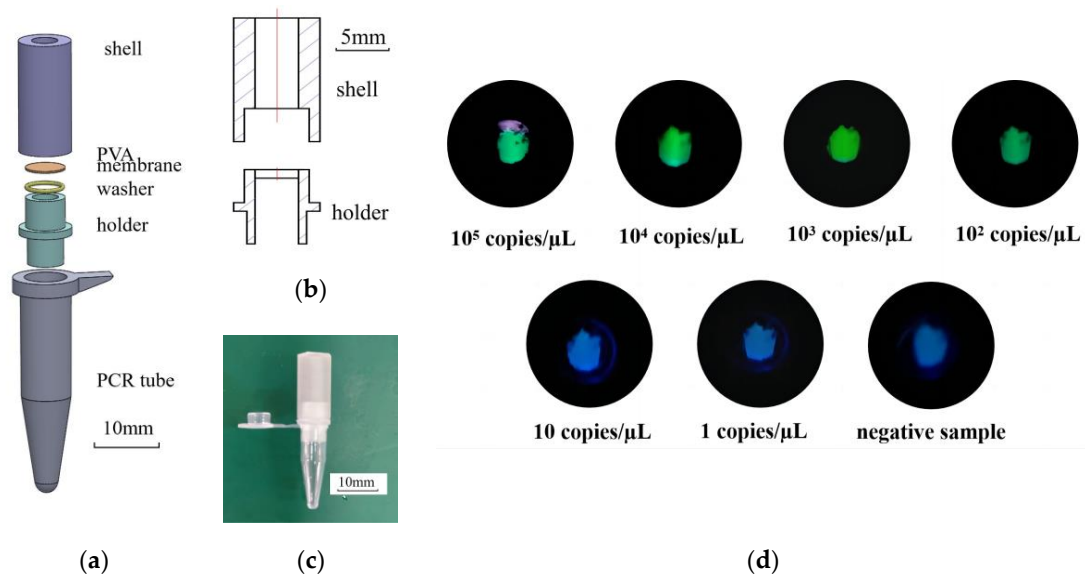 shell
PVA
membrane
washer
holder
PCR tube
10mm
(a)
5mm
shell
holder
(b)
10mm
(c)
10⁵ copies/µL
10⁴ copies/µL
10³ copies/µL
10² copies/µL
10 copies/µL
1 copies/µL
negative sample
(d)